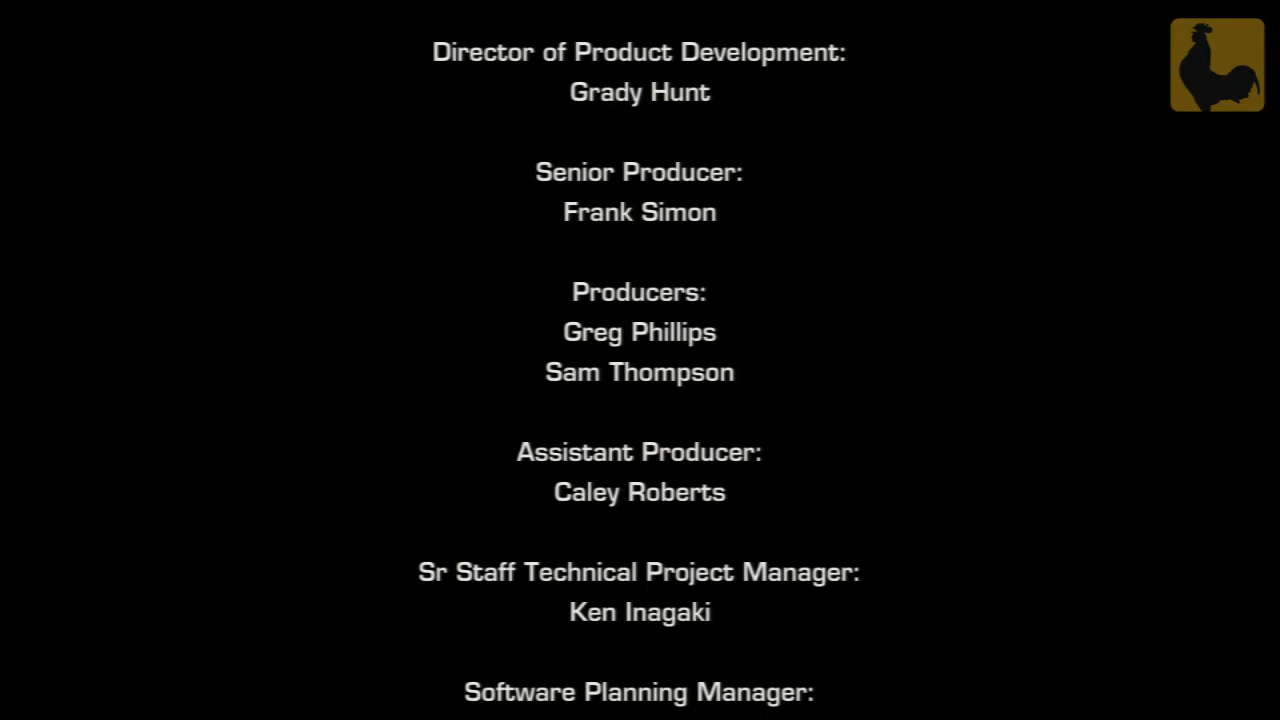 Director of Product Development:
Grady Hunt
Senior Producer:
Frank Simon
Producers:
Greg Phillips
Sam Thompson
Assistant Producer:
Caley Roberts
Sr Staff Technical Project Manager:
Ken Inagaki
Software Planning Manager: